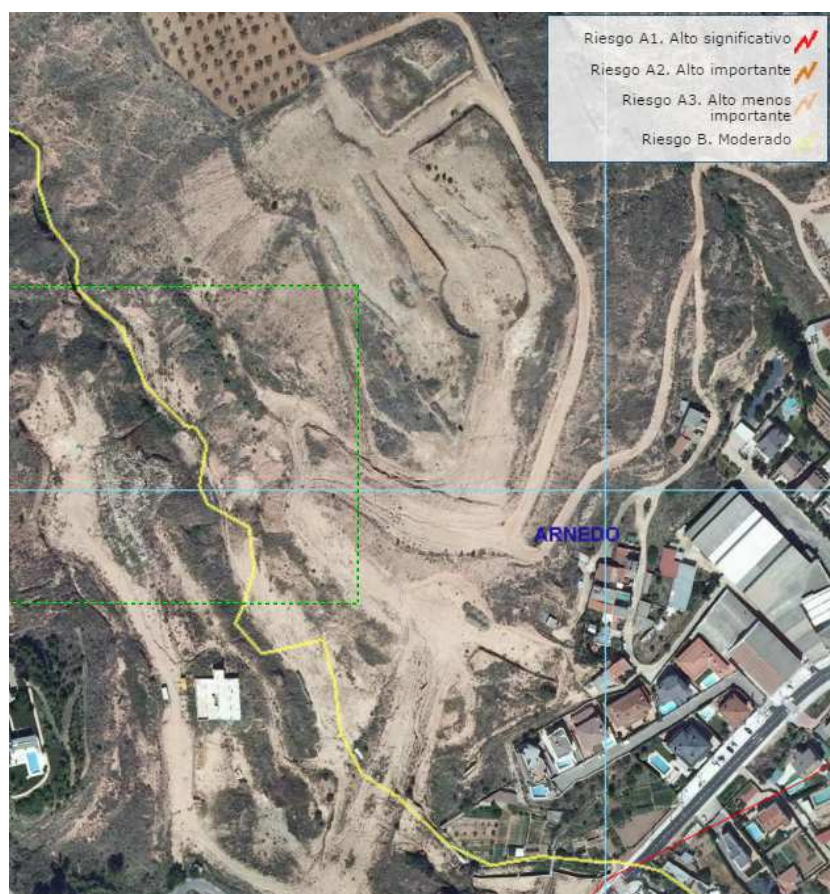 Riesgo A1. Alto significativo
Riesgo A2. Alto importante
Riesgo A3. Alto menos
importante
Riesgo B. Moderado
ARNEDO